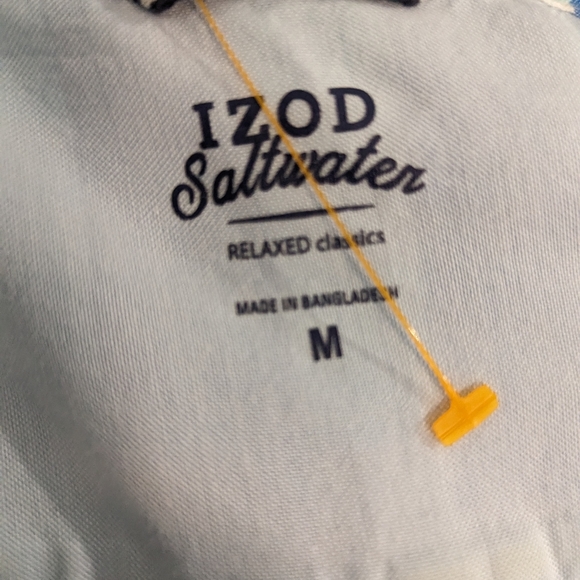 IZOD
Saltwater
RELAXED classics
MADE IN BANGLADESH
M